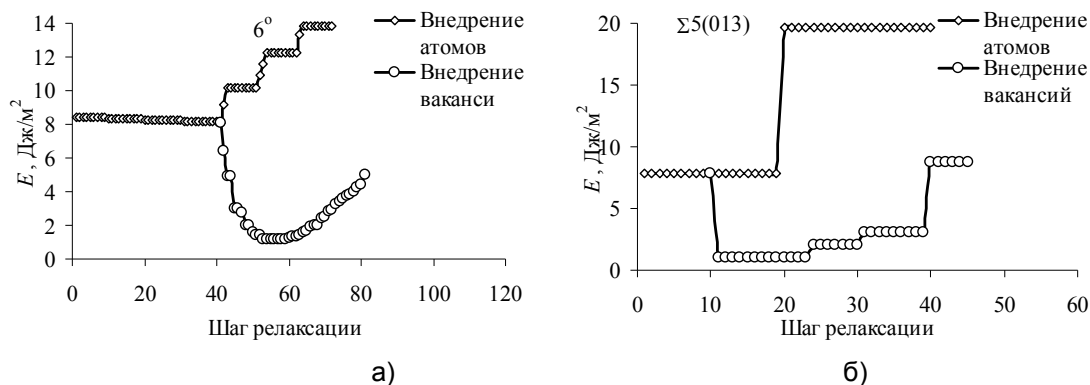 6°
Внедрение
атомов
Внедрение
ваканси
E , Дж/м²
14
12
10
8
6
4
2
0
0 20 40 60 80 100 120
Шаг релаксации
а)
Σ5(013)
Внедрение
атомов
Внедрение
вакансий
E , Дж/м²
20
15
10
5
0
0 10 20 30 40 50 60
Шаг релаксации
б)